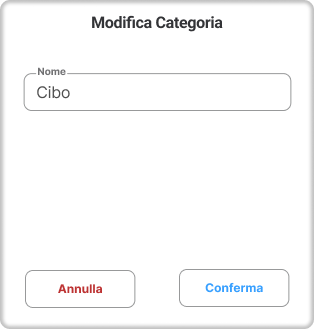 Modifica Categoria
Nome
Cibo
Annulla
Conferma